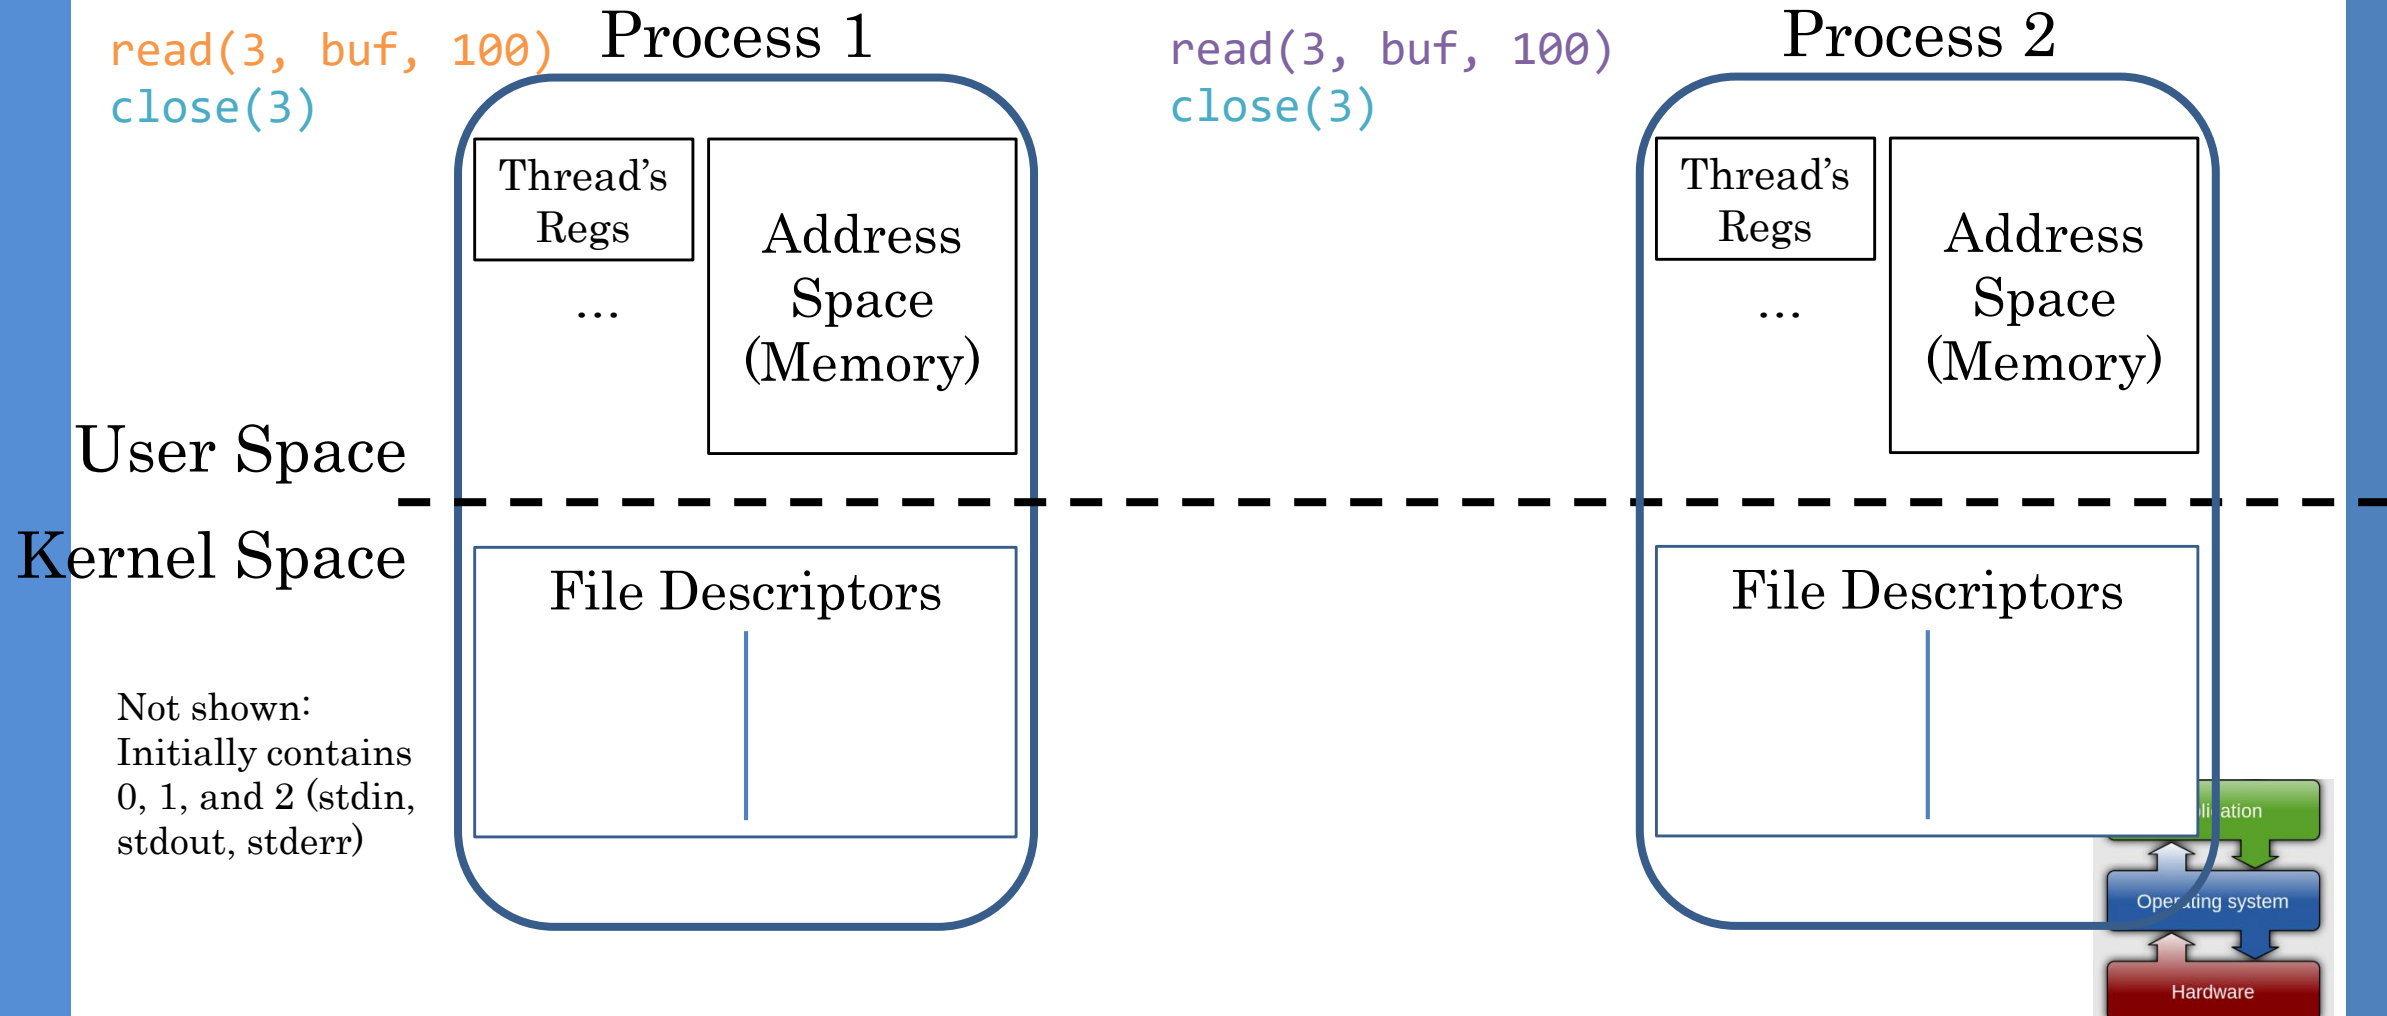 read(3, buf, 100)
close(3)
Process 1
Thread's
Regs
...
Address
Space
(Memory)
read(3, buf, 100)
close(3)
Process 2
Thread's
Regs
...
Address
Space
(Memory)
User Space
Kernel Space
File Descriptors
File Descriptors
Not shown:
Initially contains
0, 1, and 2 (stdin,
stdout, stderr)
Operating system
Hardware